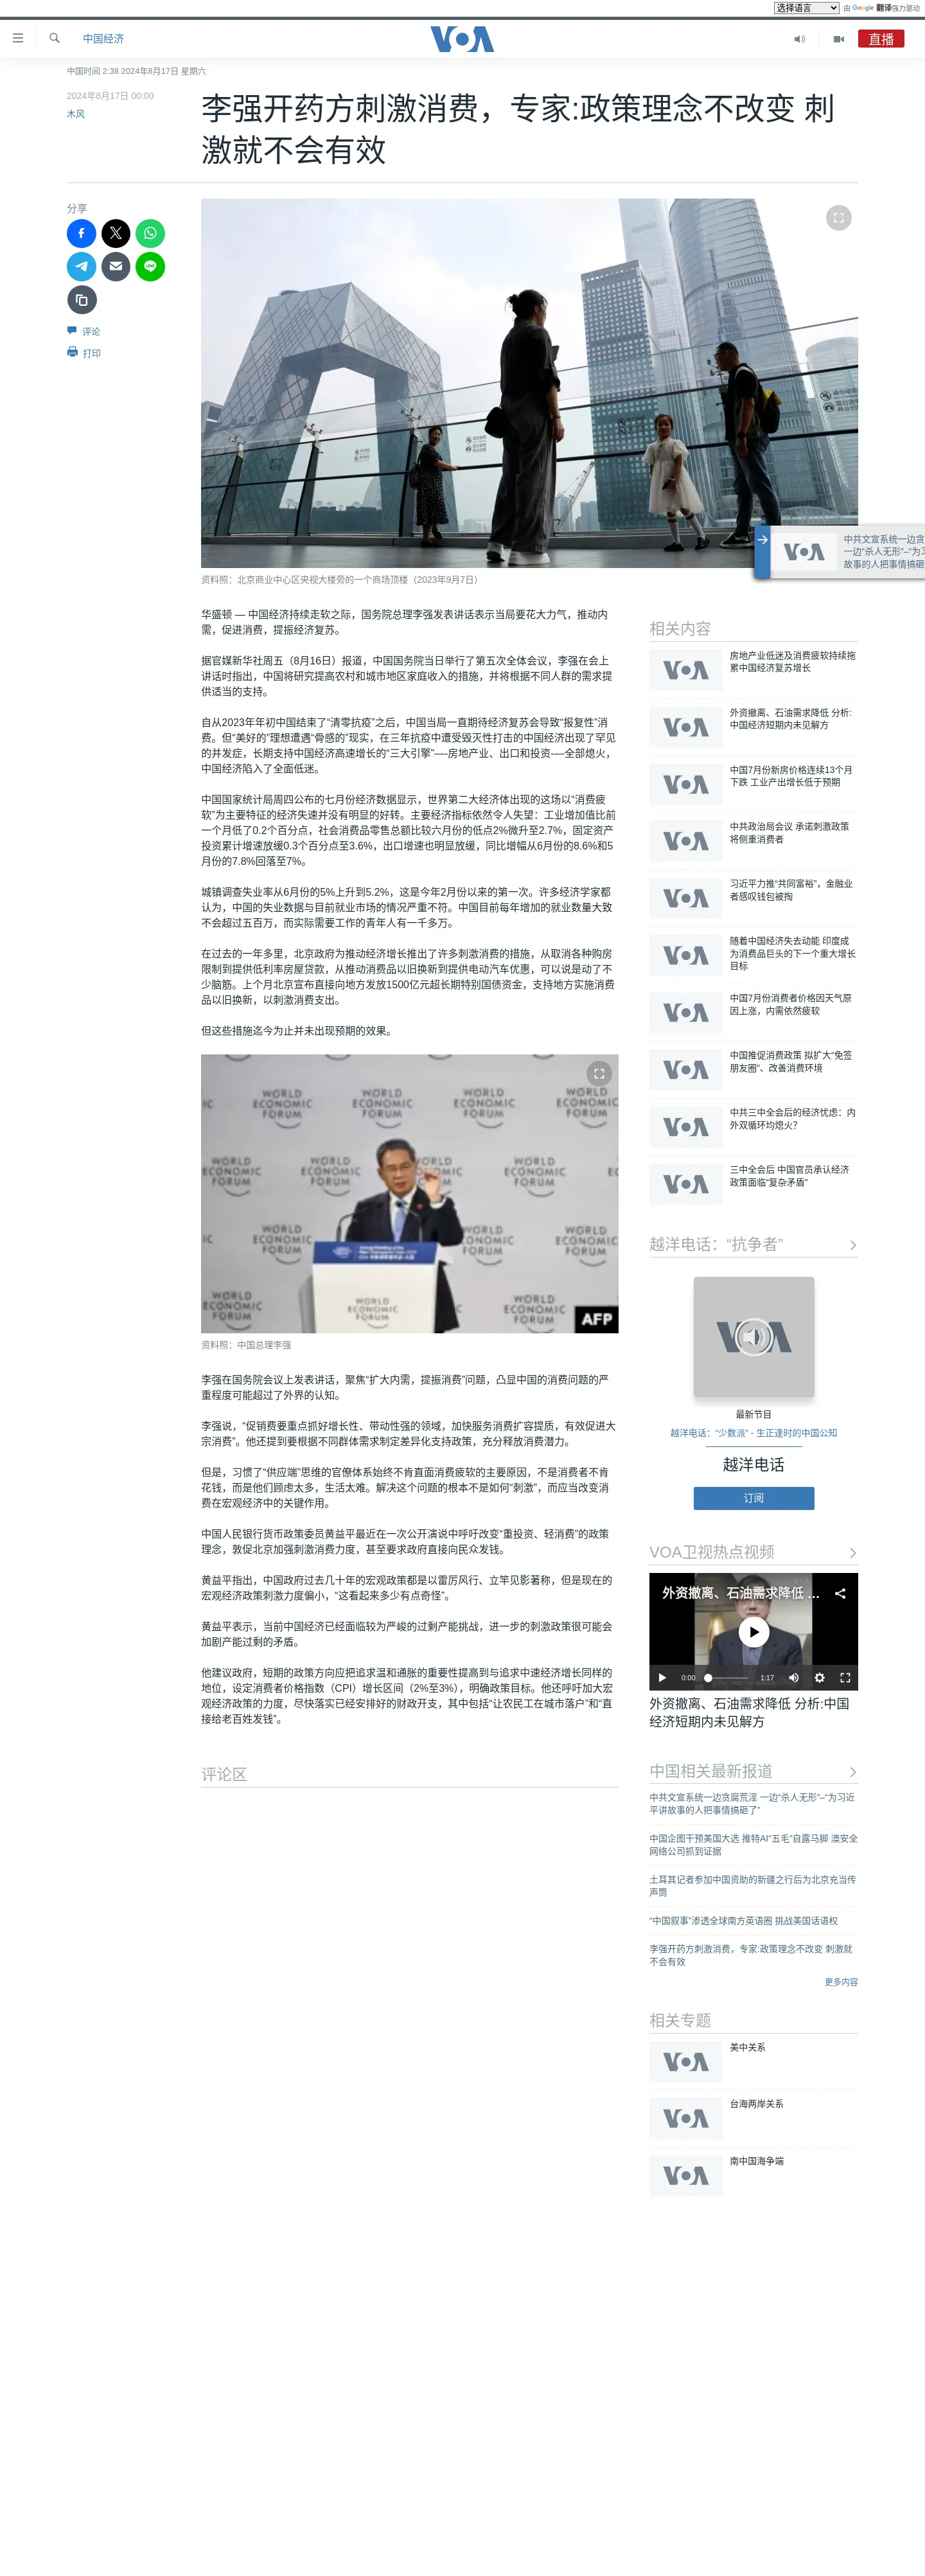 选择语言
由 Google 翻译强力驱动
中国经济
VOA
直播
中国时间 2:38 2024年8月17日 星期六
2024年8月17日 00:00
木风
李强开药方刺激消费，专家:政策理念不改变 刺
激就不会有效
分享
评论
打印
资料照：北京商业中心区央视大楼旁的一个商场顶楼（2023年9月7日）
VOA
中共文宣系统一边贪
一边“杀人无形”–“为习
故事的人把事情搞砸
华盛顿 — 中国经济持续走软之际，国务院总理李强发表讲话表示当局要花大力气，推动内
需，促进消费，提振经济复苏。
据官媒新华社周五（8月16日）报道，中国国务院当日举行了第五次全体会议，李强在会上
讲话时指出，中国将研究提高农村和城市地区家庭收入的措施，并将根据不同人群的需求提
供适当的支持。
自从2023年年初中国结束了“清零抗疫”之后，中国当局一直期待经济复苏会导致“报复性”消
费。但“美好的”理想遭遇“骨感的”现实，在三年抗疫中遭受毁灭性打击的中国经济出现了罕见
的并发症，长期支持中国经济高速增长的“三大引擎”—-房地产业、出口和投资-—全部熄火，
中国经济陷入了全面低迷。
中国国家统计局周四公布的七月份经济数据显示，世界第二大经济体出现的这场以“消费疲
软”为主要特征的经济失速并没有明显的好转。主要经济指标依然令人失望：工业增加值比前
一个月低了0.2个百分点，社会消费品零售总额比较六月份的低点2%微升至2.7%，固定资产
投资累计增速放缓0.3个百分点至3.6%，出口增速也明显放缓，同比增幅从6月份的8.6%和5
月份的7.8%回落至7%。
城镇调查失业率从6月份的5%上升到5.2%，这是今年2月份以来的第一次。许多经济学家都
认为，中国的失业数据与目前就业市场的情况严重不符。中国目前每年增加的就业数量大致
不会超过五百万，而实际需要工作的青年人有一千多万。
在过去的一年多里，北京政府为推动经济增长推出了许多刺激消费的措施，从取消各种购房
限制到提供低利率房屋贷款，从推动消费品以旧换新到提供电动汽车优惠，可以说是动了不
少脑筋。上个月北京宣布直接向地方发放1500亿元超长期特别国债资金，支持地方实施消费
品以旧换新，以刺激消费支出。
但这些措施迄今为止并未出现预期的效果。
WORLD
ECONOMIC
FORUM
AFP
资料照：中国总理李强
李强在国务院会议上发表讲话，聚焦“扩大内需，提振消费”问题，凸显中国的消费问题的严
重程度可能超过了外界的认知。
李强说，“促销费要重点抓好增长性、带动性强的领域，加快服务消费扩容提质，有效促进大
宗消费”。他还提到要根据不同群体需求制定差异化支持政策，充分释放消费潜力。
但是，习惯了“供应端”思维的官僚体系始终不肯直面消费疲软的主要原因，不是消费者不肯
花钱，而是他们顾虑太多，生活太难。解决这个问题的根本不是如何“刺激”，而应当改变消
费在宏观经济中的关键作用。
中国人民银行货币政策委员黄益平最近在一次公开演说中呼吁改变“重投资、轻消费”的政策
理念，敦促北京加强刺激消费力度，甚至要求政府直接向民众发钱。
黄益平指出，中国政府过去几十年的宏观政策都是以雷厉风行、立竿见影著称，但是现在的
宏观经济政策刺激力度偏小，“这看起来多少有点奇怪”。
黄益平表示，当前中国经济已经面临较为严峻的过剩产能挑战，进一步的刺激政策很可能会
加剧产能过剩的矛盾。
他建议政府，短期的政策方向应把追求温和通胀的重要性提高到与追求中速经济增长同样的
地位，设定消费者价格指数（CPI）增长区间（2%至3%），明确政策目标。他还呼吁加大宏
观经济政策的力度，尽快落实已经安排好的财政开支，其中包括“让农民工在城市落户”和“直
接给老百姓发钱”。
评论区
相关内容
房地产业低迷及消费疲软持续拖
累中国经济复苏增长
外资撤离、石油需求降低 分析:
中国经济短期内未见解方
中国7月份新房价格连续13个月
下跌 工业产出增长低于预期
中共政治局会议 承诺刺激政策
将侧重消费者
习近平力推“共同富裕”，金融业
者感叹钱包被掏
随着中国经济失去动能 印度成
为消费品巨头的下一个重大增长
目标
中国7月份消费者价格因天气原
因上涨，内需依然疲软
中国推促消费政策 拟扩大“免签
朋友圈”、改善消费环境
中共三中全会后的经济忧虑：内
外双循环均熄火？
三中全会后 中国官员承认经济
政策面临“复杂矛盾”
越洋电话：“抗争者”
VOA
最新节目
越洋电话：“少数派” - 生正逢时的中国公知
越洋电话
订阅
VOA卫视热点视频
外资撤离、石油需求降低 ...
0:00
1:17
外资撤离、石油需求降低 分析:中国
经济短期内未见解方
中国相关最新报道
中共文宣系统一边贪腐荒淫 一边“杀人无形”–“为习近
平讲故事的人把事情搞砸了”
中国企图干预美国大选 推特AI“五毛”自露马脚 澳安全
网络公司抓到证据
土耳其记者参加中国资助的新疆之行后为北京充当传
声筒
“中国叙事”渗透全球南方英语圈 挑战美国话语权
李强开药方刺激消费，专家:政策理念不改变 刺激就
不会有效
更多内容
相关专题
VOA
美中关系
VOA
台海两岸关系
VOA
南中国海争端